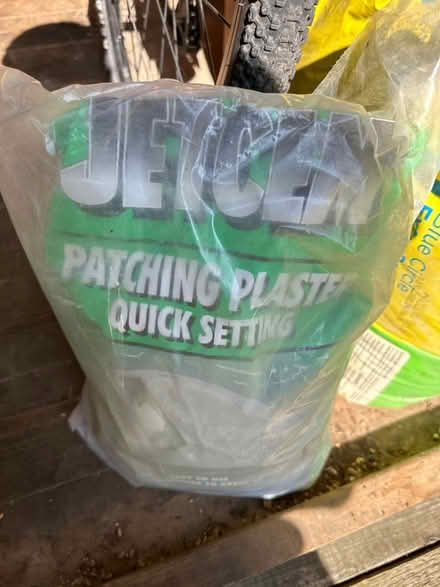 JETCEM
PATCHING PLASTER
QUICK SETTING
Blue Circle